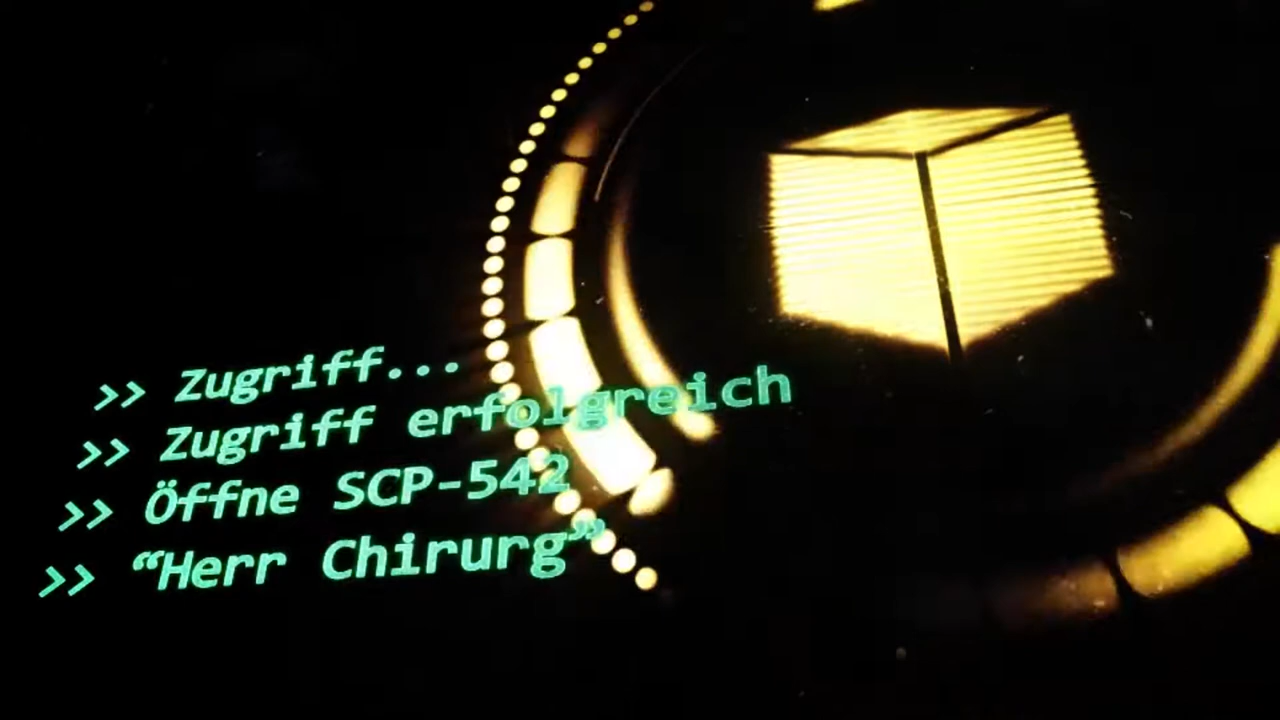 >> Zugriff...
>> Zugriff erfolgreich
>> Öffne SCP-542
>> “Herr Chirurg”